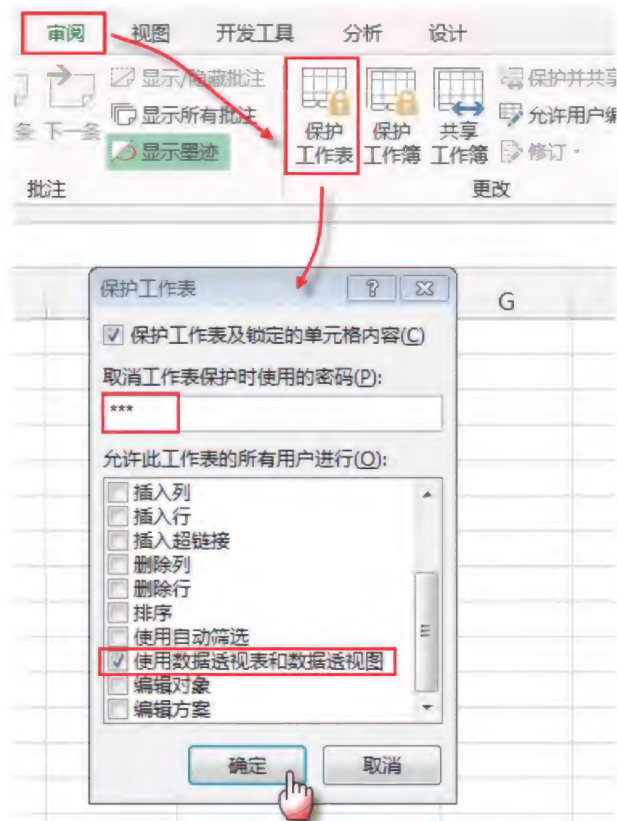 审阅 视图 开发工具 分析 设计
显示/隐藏批注
显示所有批注
显示墨迹
条 下一条
保护 工作表
保护 工作簿
共享 工作簿
保护并共享
允许用户编
修订
批注 更改
G
保护工作表
保护工作表及锁定的单元格内容(C)
取消工作表保护时使用的密码(P):
***
允许此工作表的所有用户进行(O):
插入列
插入行
插入超链接
删除列
删除行
排序
使用自动筛选
使用数据透视表和数据透视图
编辑对象
编辑方案
确定 取消